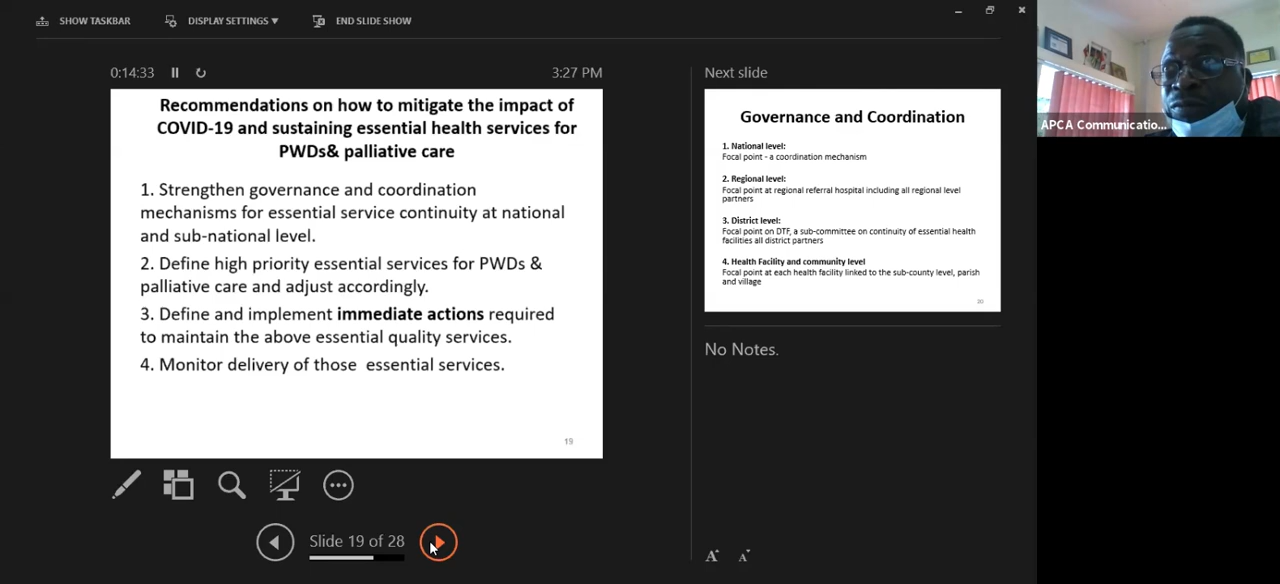 SHOW TASKBAR
DISPLAY SETTINGS ▼
END SLIDE SHOW
0:14:33
3:27 PM
Recommendations on how to mitigate the impact of
COVID-19 and sustaining essential health services for
PWDs& palliative care
1. Strengthen governance and coordination
mechanisms for essential service continuity at national
and sub-national level.
2. Define high priority essential services for PWDs &
palliative care and adjust accordingly.
3. Define and implement immediate actions required
to maintain the above essential quality services.
4. Monitor delivery of those essential services.
19
Slide 19 of 28
Next slide
Governance and Coordination
1. National level:
Focal point - a coordination mechanism
2. Regional level:
Focal point at regional referral hospital including all regional level
partners
3. District level:
Focal point on DTF, a sub-committee on continuity of essential health
facilities all district partners
4. Health Facility and community level
Focal point at each health facility linked to the sub-county level, parish
and village
20
No Notes.
A A
APCA Communicatio...